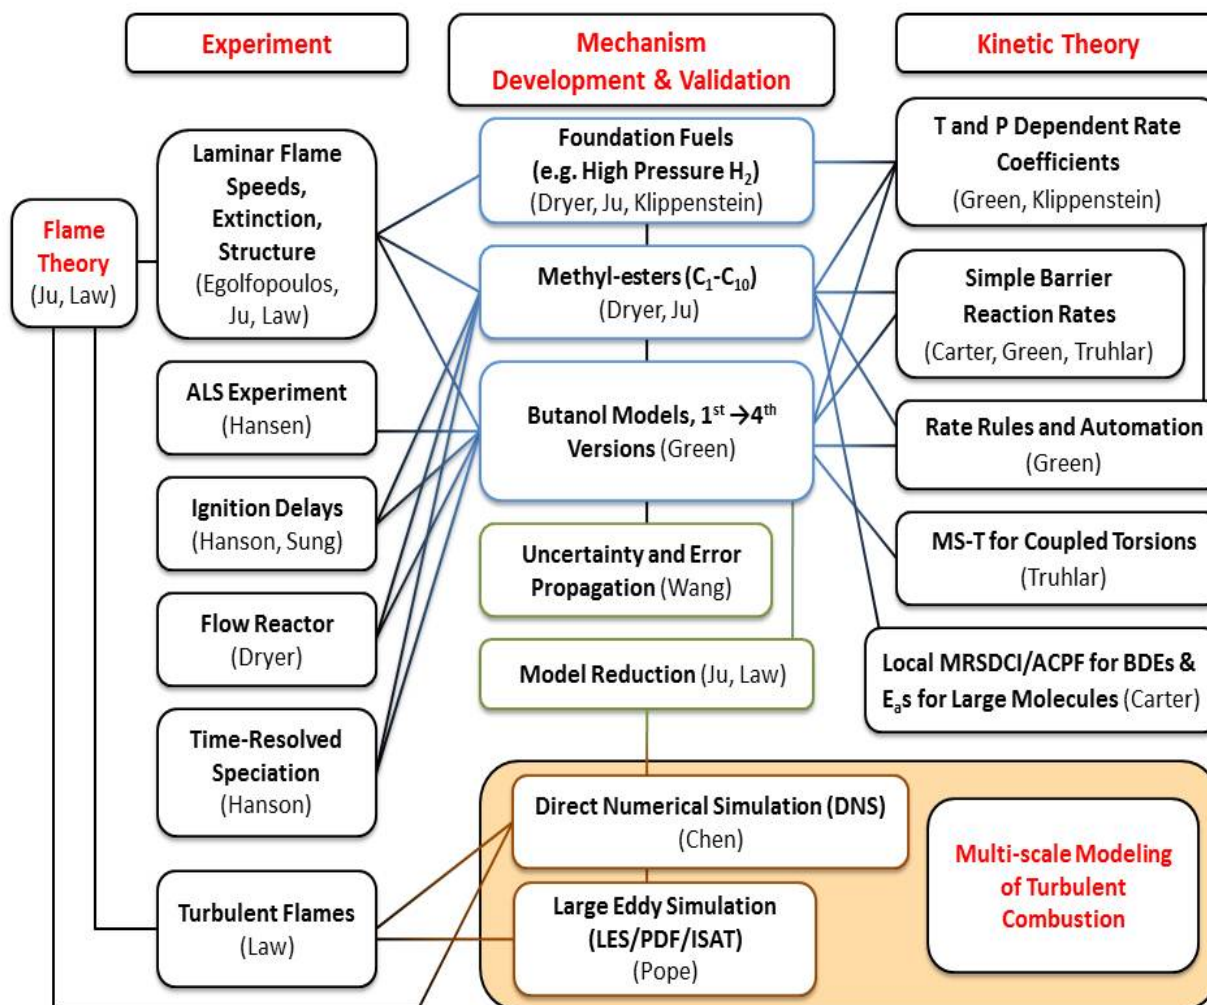 Experiment
Mechanism
Development & Validation
Kinetic Theory
Flame
Theory
(Ju, Law)
Laminar Flame
Speeds,
Extinction,
Structure
(Egolfopoulos,
Ju, Law)
ALS Experiment
(Hansen)
Ignition Delays
(Hanson, Sung)
Flow Reactor
(Dryer)
Time-Resolved
Speciation
(Hanson)
Turbulent Flames
(Law)
Foundation Fuels
(e.g. High Pressure H₂)
(Dryer, Ju, Klippenstein)
Methyl-esters (C₁-C₁₀)
(Dryer, Ju)
Butanol Models, 1ˢᵗ →4ᵗʰ
Versions (Green)
Uncertainty and Error
Propagation (Wang)
Model Reduction (Ju, Law)
Direct Numerical Simulation (DNS)
(Chen)
Large Eddy Simulation
(LES/PDF/ISAT)
(Pope)
T and P Dependent Rate
Coefficients
(Green, Klippenstein)
Simple Barrier
Reaction Rates
(Carter, Green, Truhlar)
Rate Rules and Automation
(Green)
MS-T for Coupled Torsions
(Truhlar)
Local MRSDCI/ACPF for BDEs &
Eₐs for Large Molecules (Carter)
Multi-scale Modeling
of Turbulent
Combustion